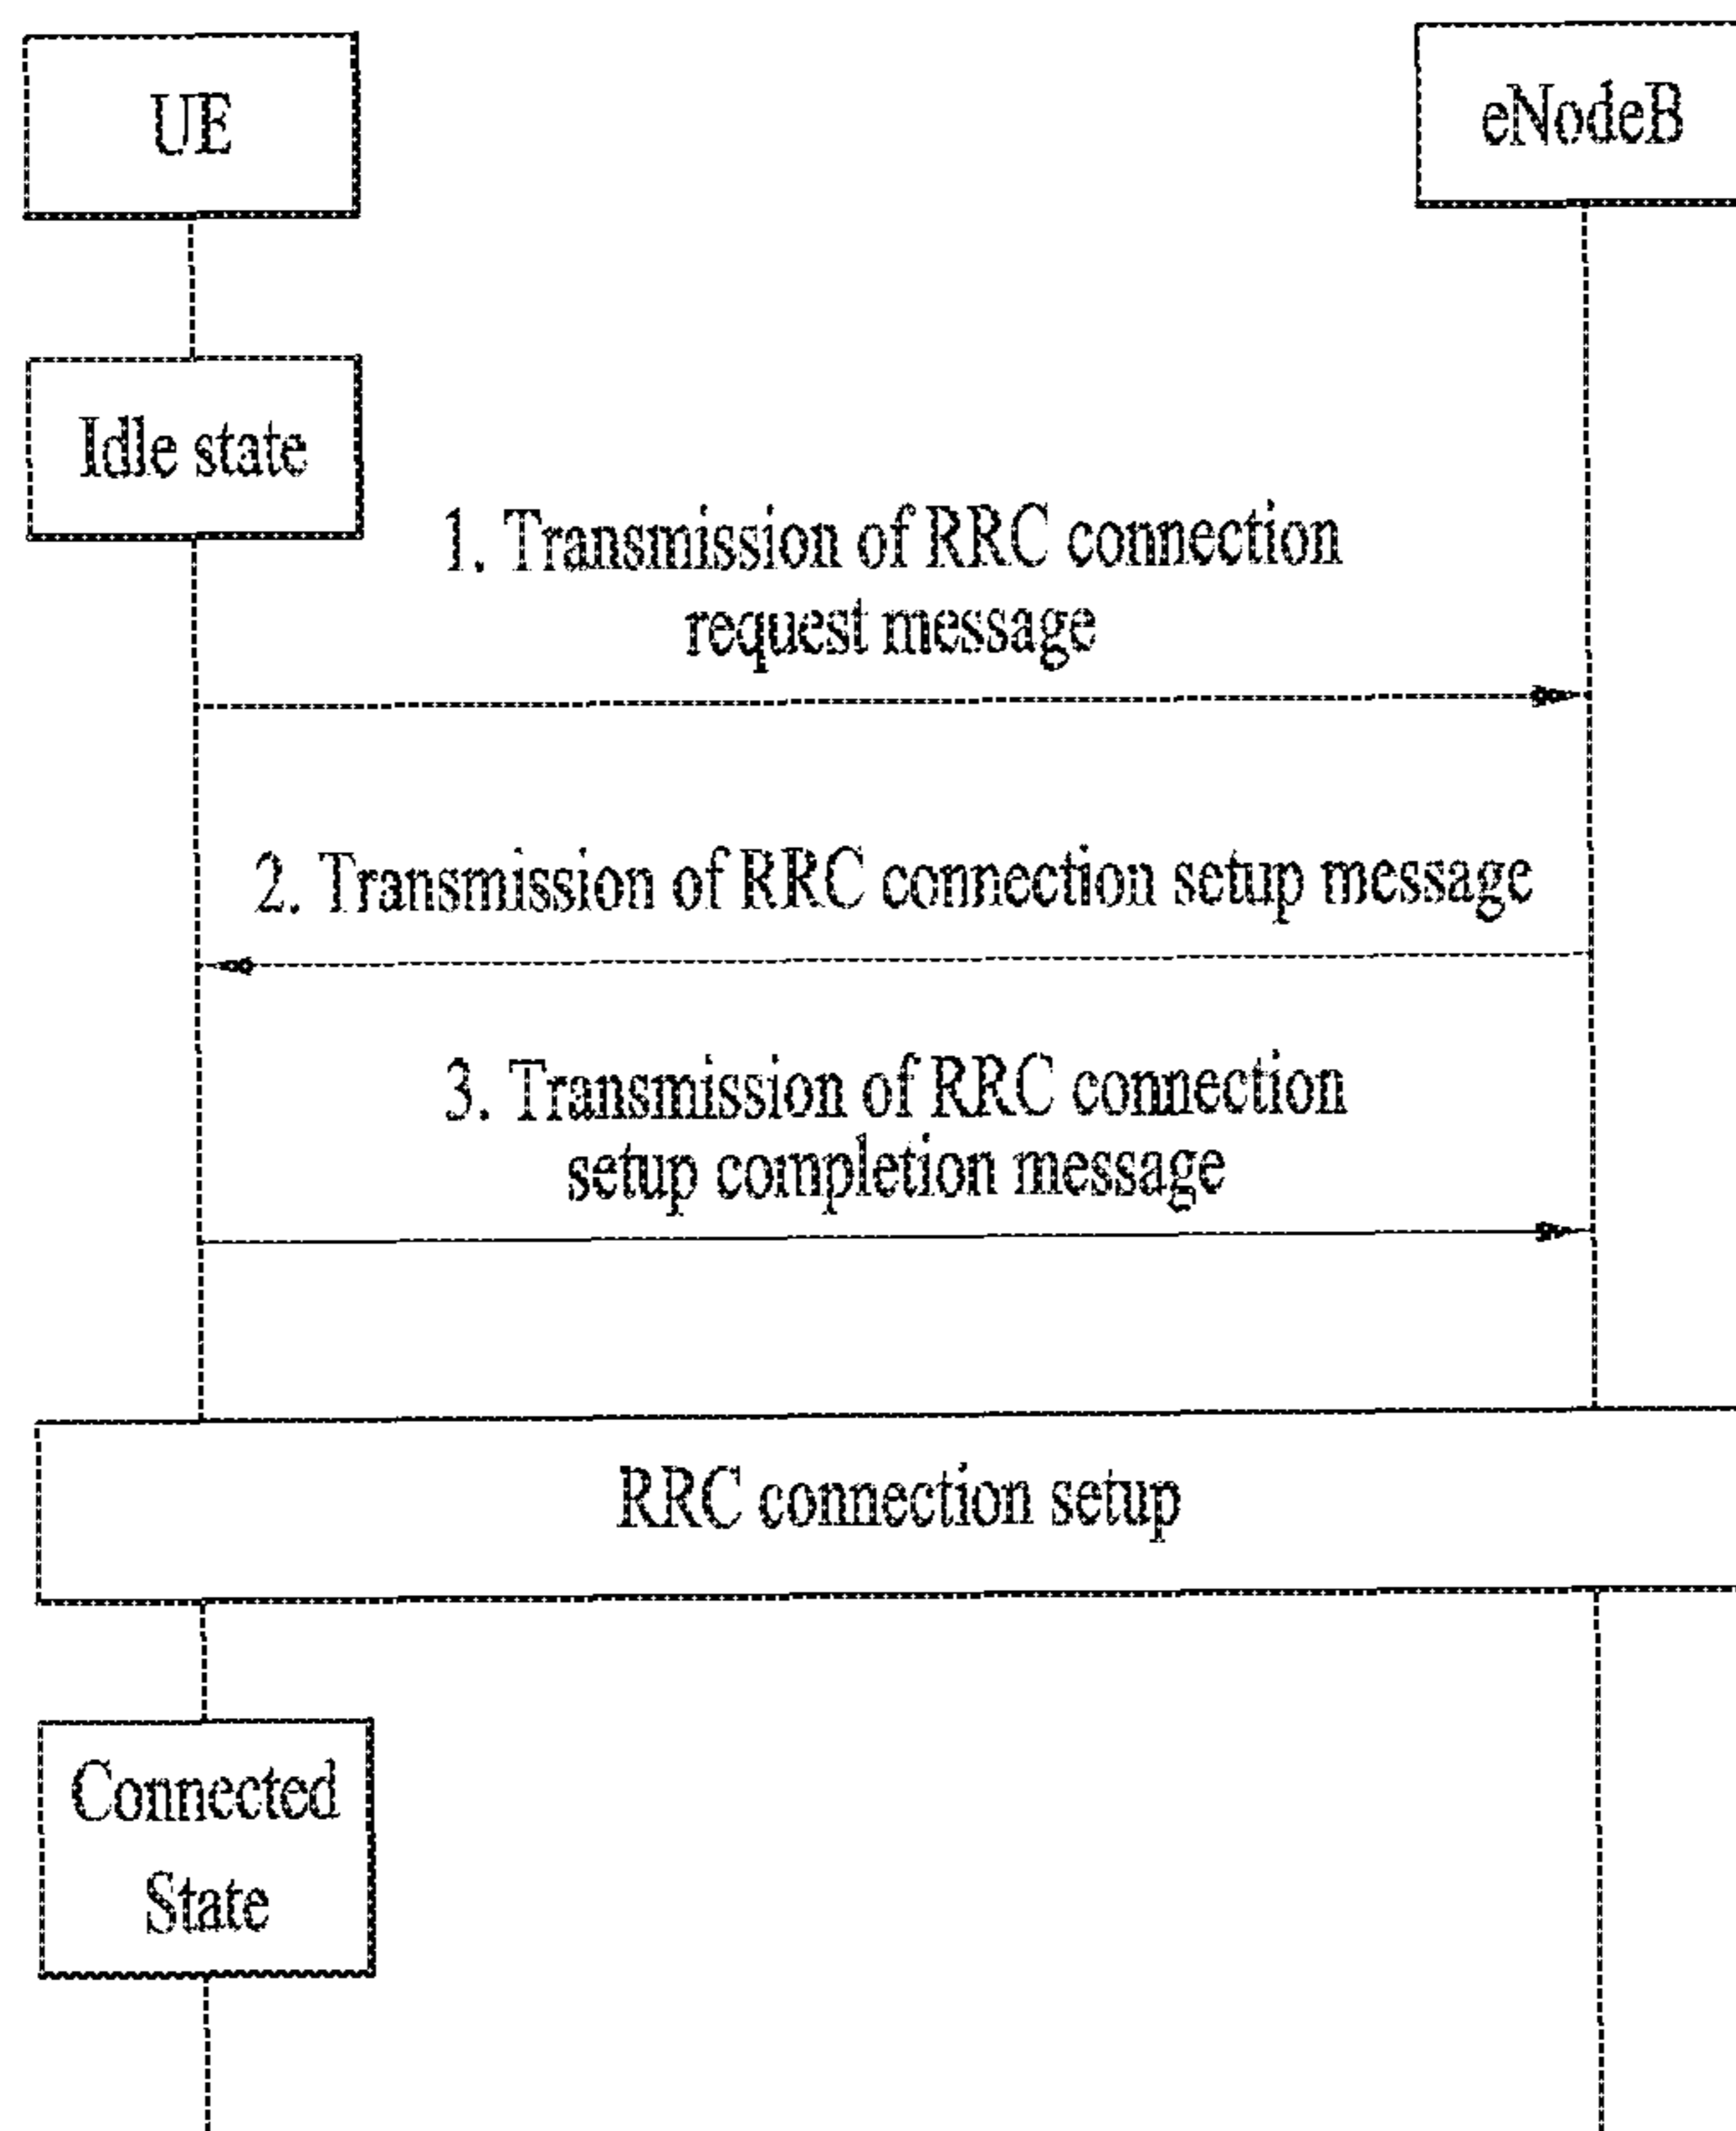 UE
eNodeB
Idle state
1. Transmission of RRC connection
request message
2. Transmission of RRC connection setup message
3. Transmission of RRC connection
setup completion message
RRC connection setup
Connected
State